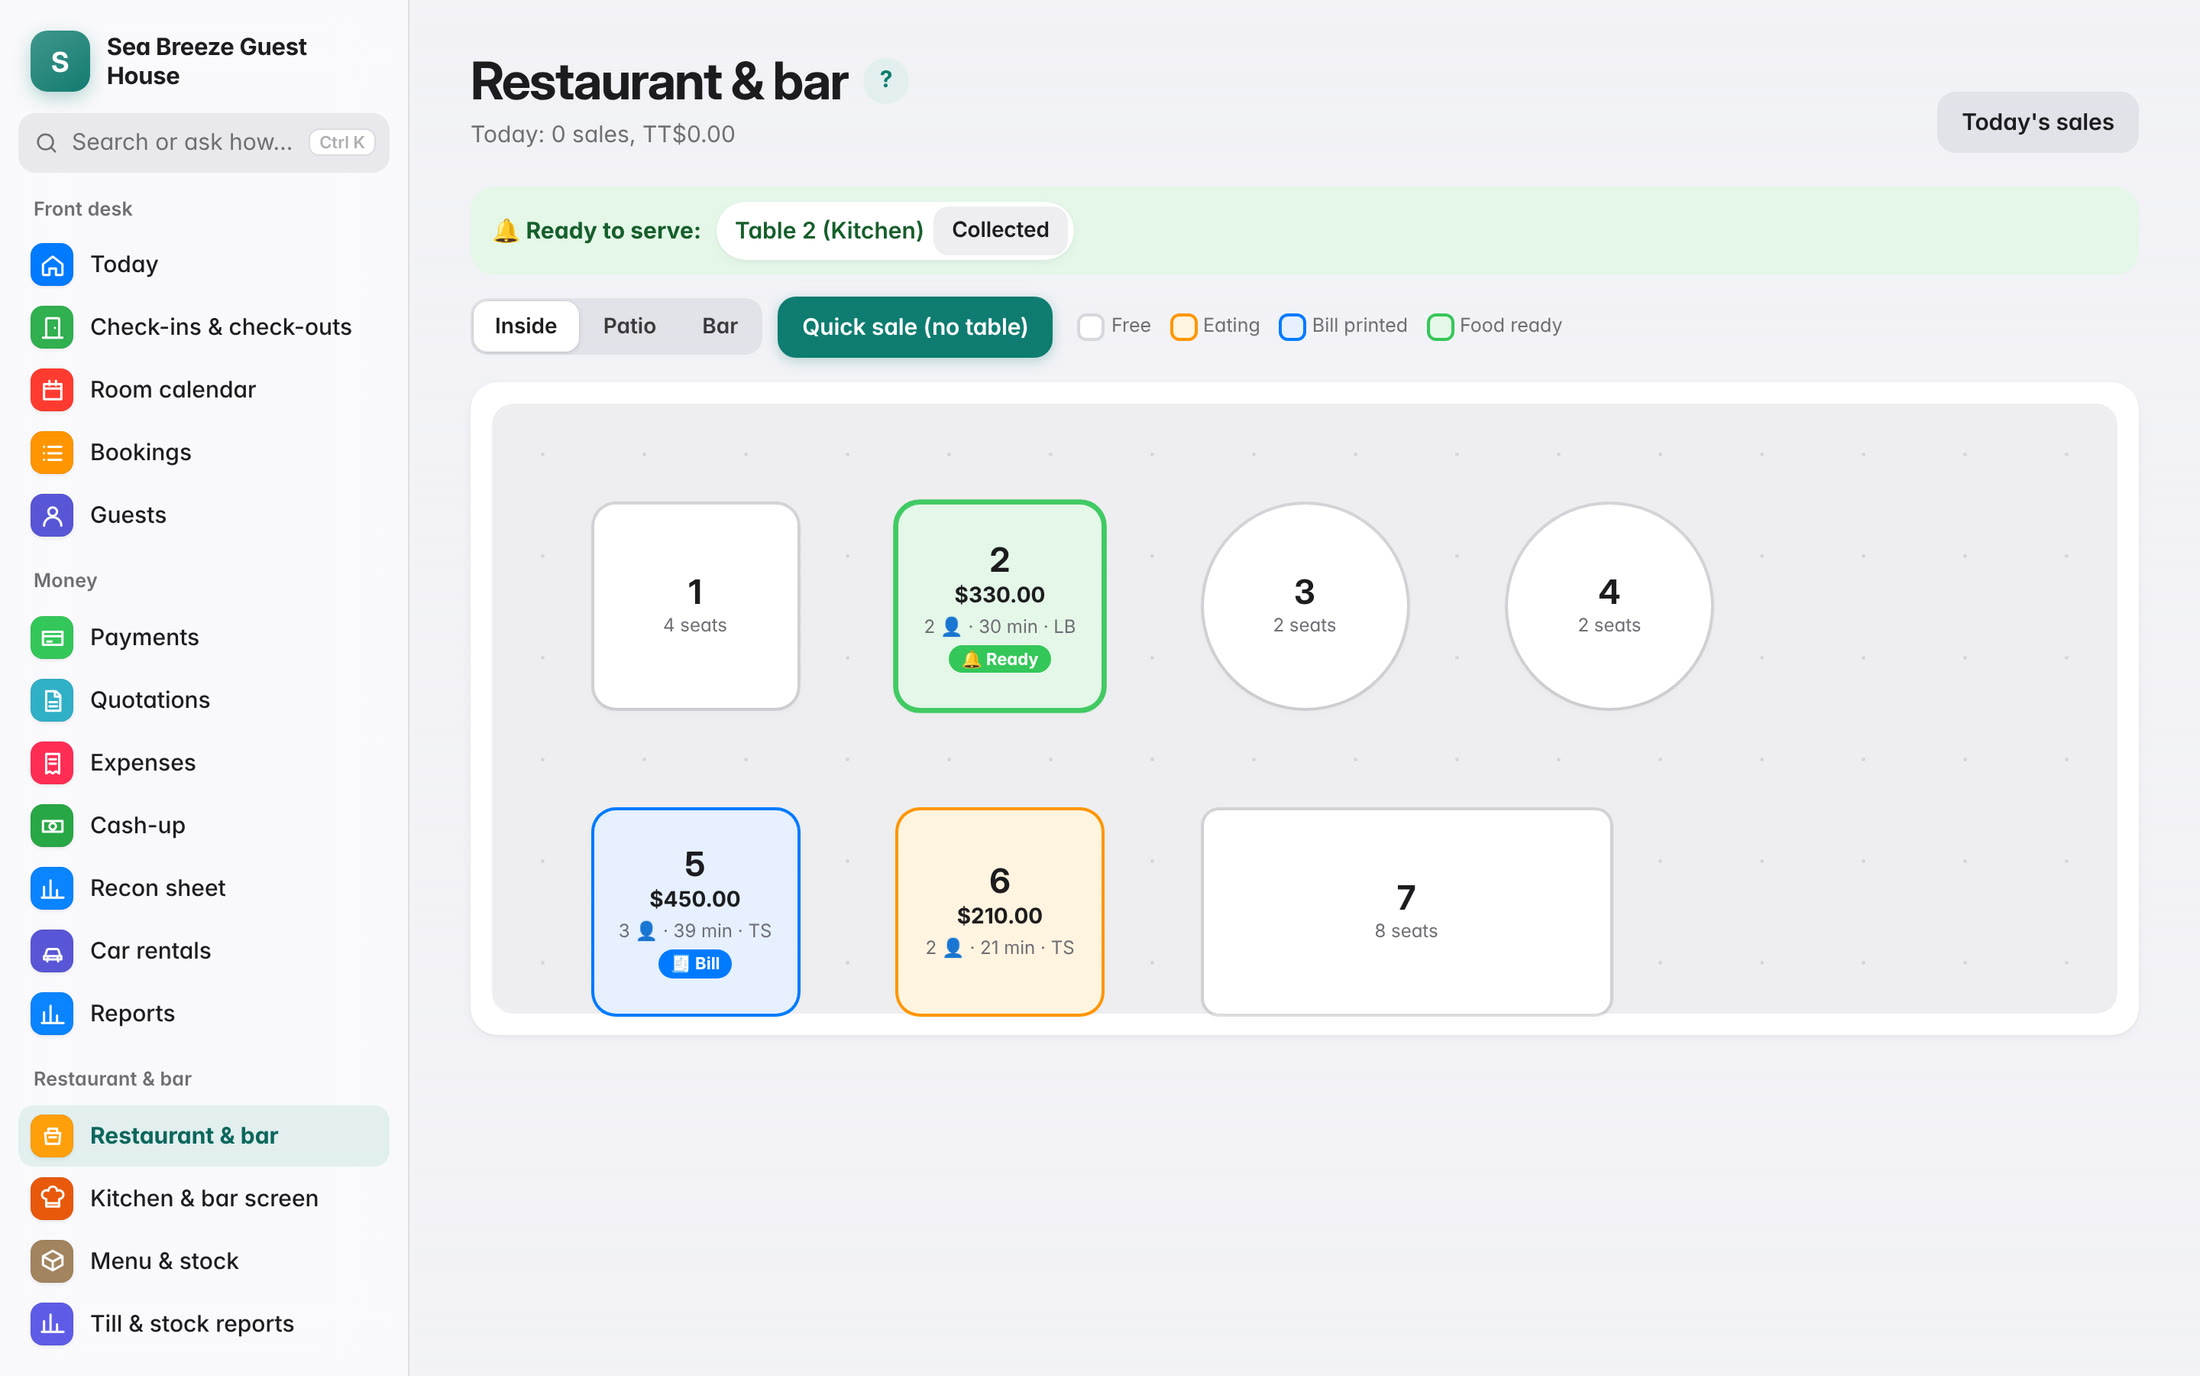 S
Sea Breeze Guest
House
Search or ask how...
Ctrl K
Front desk
Today
Check-ins & check-outs
Room calendar
Bookings
Guests
Money
Payments
Quotations
Expenses
Cash-up
Recon sheet
Car rentals
Reports
Restaurant & bar
Restaurant & bar
Kitchen & bar screen
Menu & stock
Till & stock reports
Restaurant & bar ?
Today: 0 sales, TT$0.00
Today's sales
🔔 Ready to serve: Table 2 (Kitchen) Collected
Inside Patio Bar Quick sale (no table) Free Eating Bill printed Food ready
1
4 seats
2
$330.00
2 👤 · 30 min · LB
🔔 Ready
3
2 seats
4
2 seats
5
$450.00
3 👤 · 39 min · TS
🧾 Bill
6
$210.00
2 👤 · 21 min · TS
7
8 seats